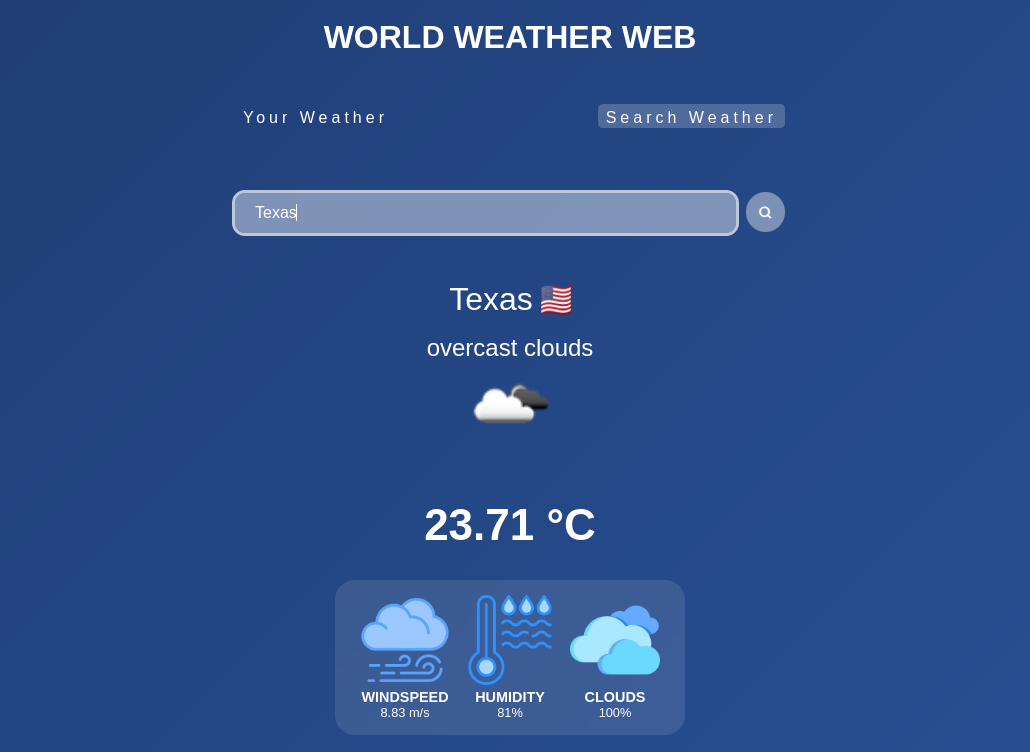 WORLD WEATHER WEB
Your Weather
Search Weather
Texas
Texas
overcast clouds
23.71 °C
WINDSPEED HUMIDITY CLOUDS
8.83 m/s 81% 100%